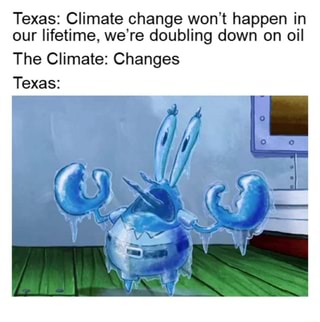 Texas: Climate change won't happen in
our lifetime, we're doubling down on oil
The Climate: Changes
Texas: